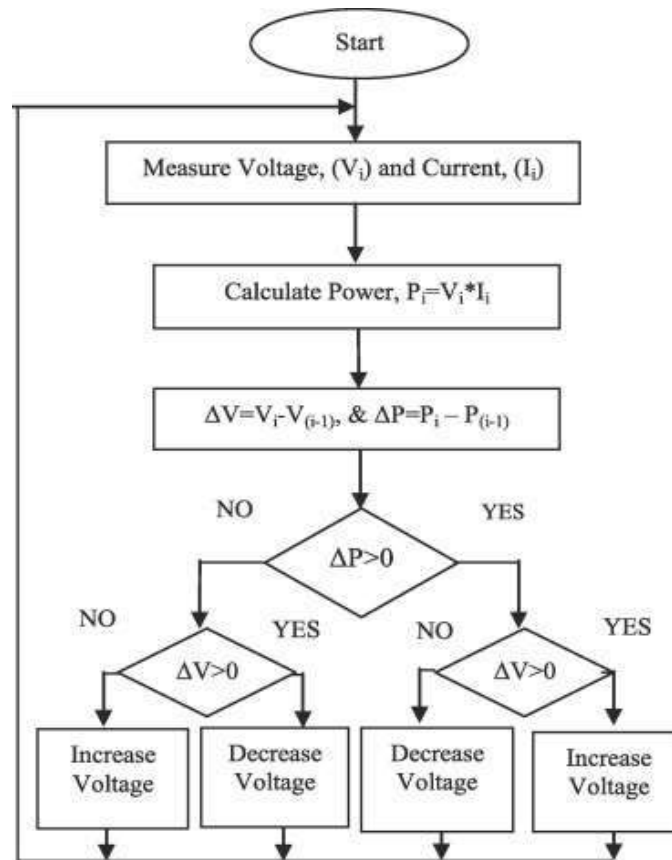 Start
Measure Voltage, (Vᵢ) and Current, (Iᵢ)
Calculate Power, Pᵢ=Vᵢ*Iᵢ
ΔV=Vᵢ-V₍ᵢ₋₁₎, & ΔP=Pᵢ – P₍ᵢ₋₁₎
NO YES
ΔP>0
NO YES NO YES
ΔV>0 ΔV>0
Increase Decrease Decrease Increase
Voltage Voltage Voltage Voltage